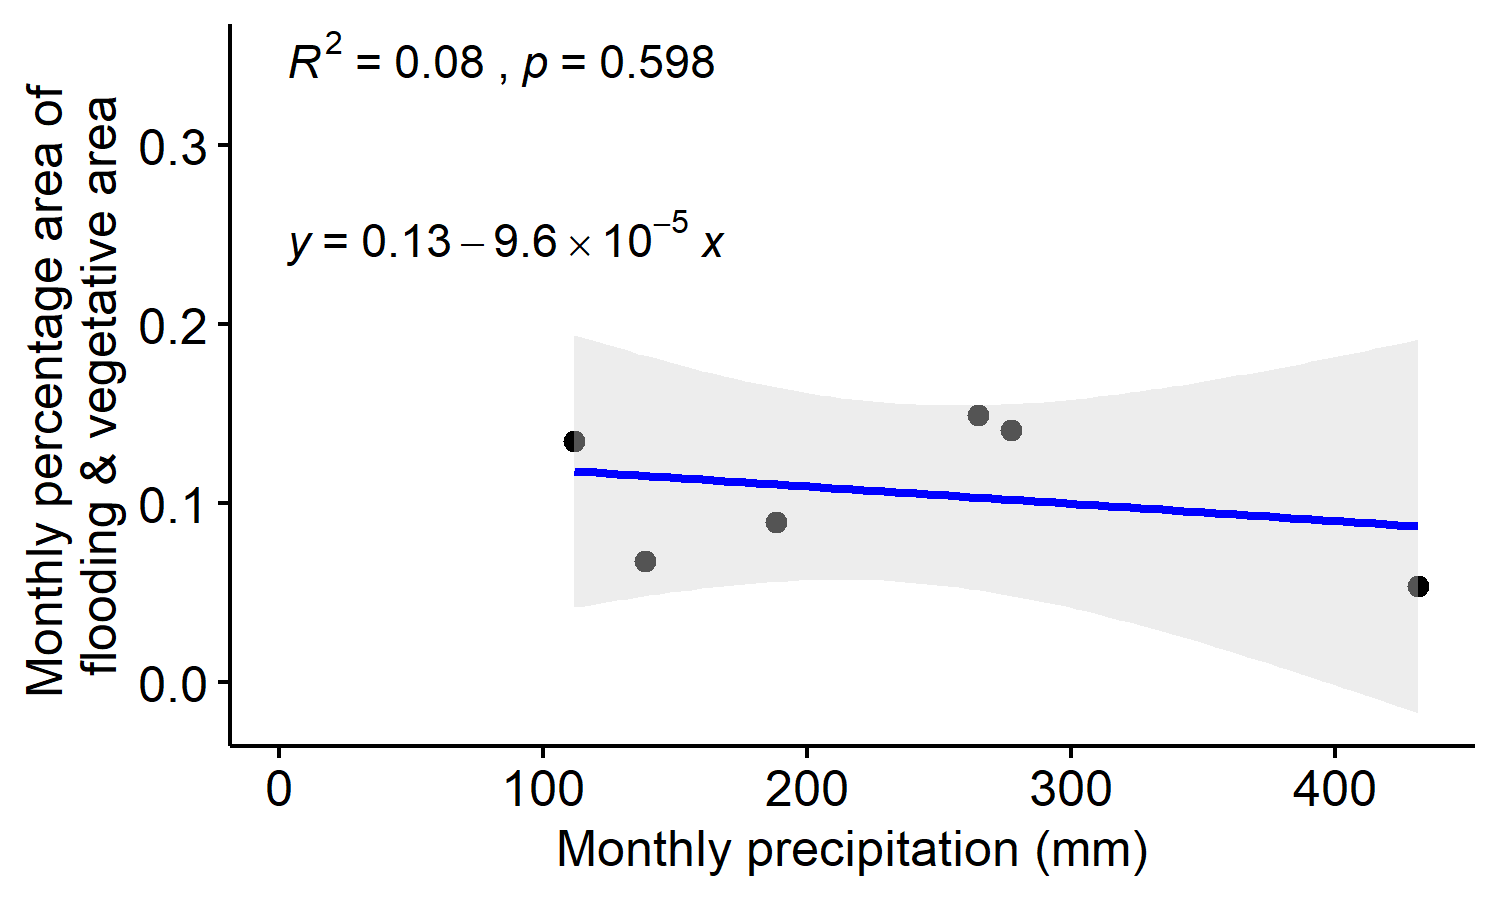 R² = 0.08 , p = 0.598
y = 0.13 – 9.6 × 10⁻⁵ x
Monthly percentage area of
flooding & vegetative area
0.3
0.2
0.1
0.0
0 100 200 300 400
Monthly precipitation (mm)